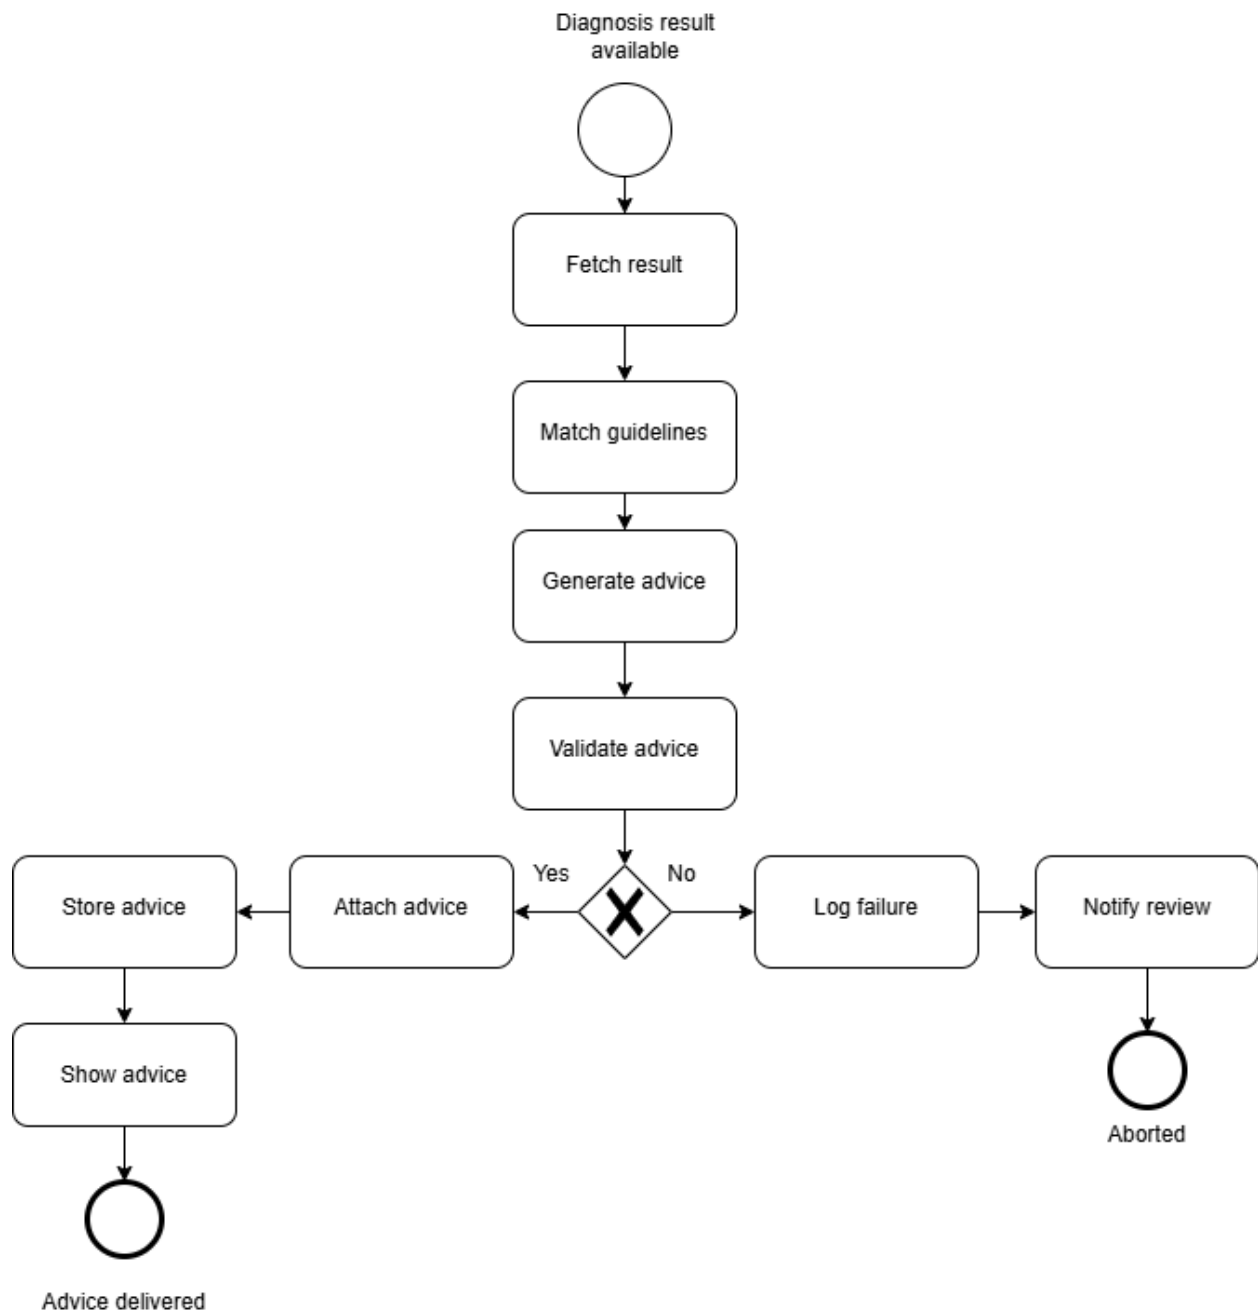 Diagnosis result
available
Fetch result
Match guidelines
Generate advice
Validate advice
Store advice
Attach advice
Yes
No
Log failure
Notify review
Show advice
Aborted
Advice delivered